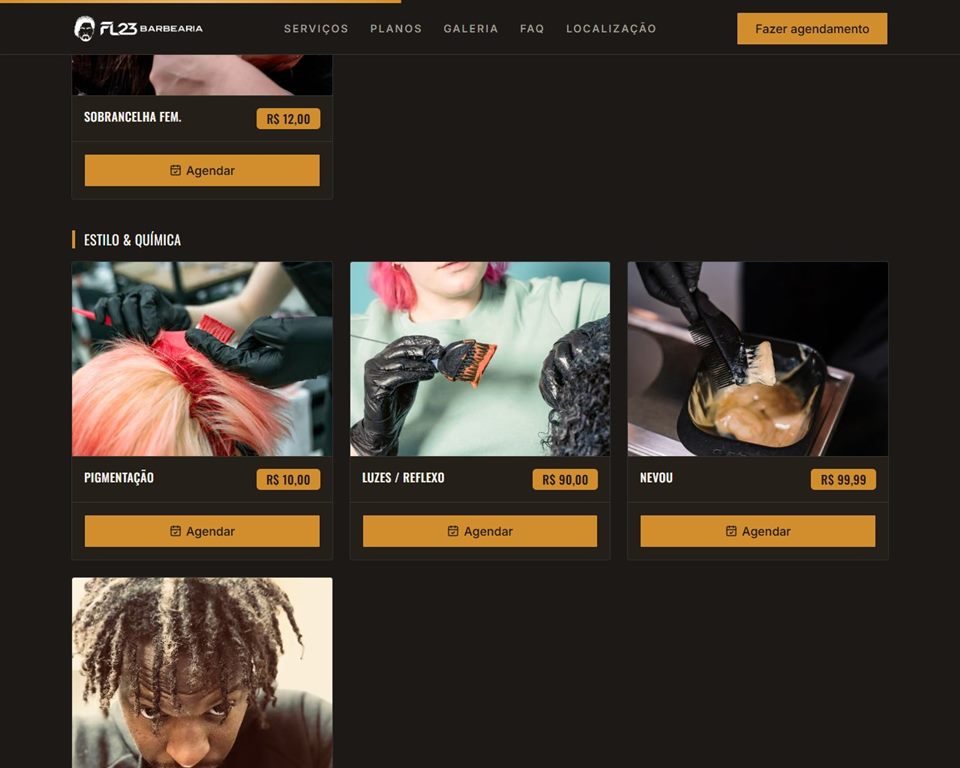 FL23 BARBEARIA
SERVIÇOS PLANOS GALERIA FAQ LOCALIZAÇÃO
Fazer agendamento
SOBRANCELHA FEM. R$ 12,00
Agendar
ESTILO & QUÍMICA
PIGMENTAÇÃO R$ 10,00
Agendar
LUZES / REFLEXO R$ 90,00
Agendar
NEVOU R$ 99,99
Agendar